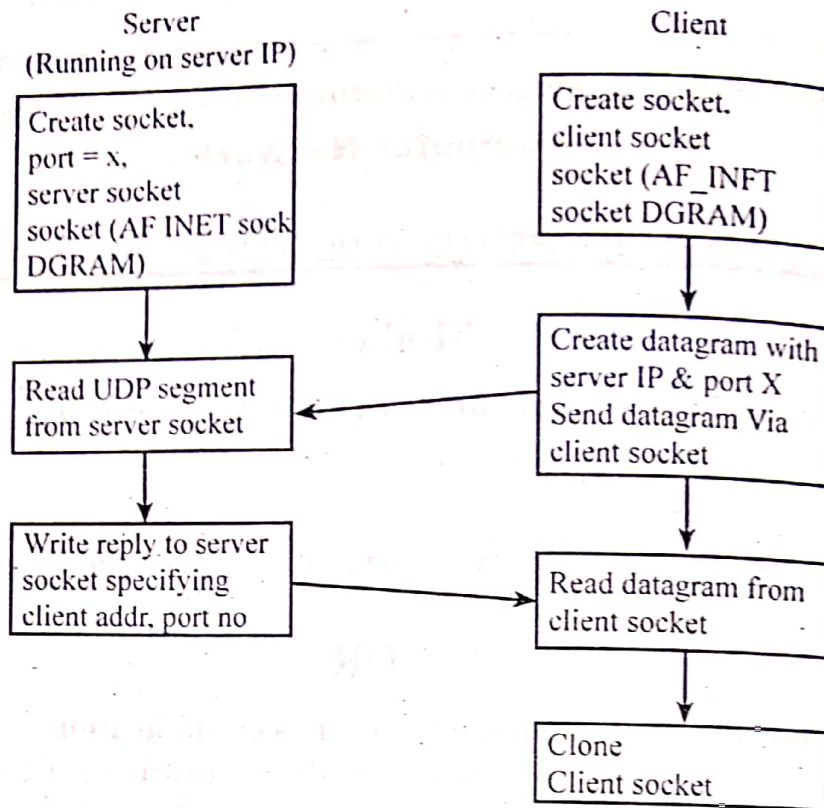 Server
(Running on server IP)
Create socket,
port = x,
server socket
socket (AF INET sock
DGRAM)
Read UDP segment
from server socket
Write reply to server
socket specifying
client addr, port no
Client
Create socket,
client socket
socket (AF_INFT
socket DGRAM)
Create datagram with
server IP & port X
Send datagram Via
client socket
Read datagram from
client socket
Clone
Client socket